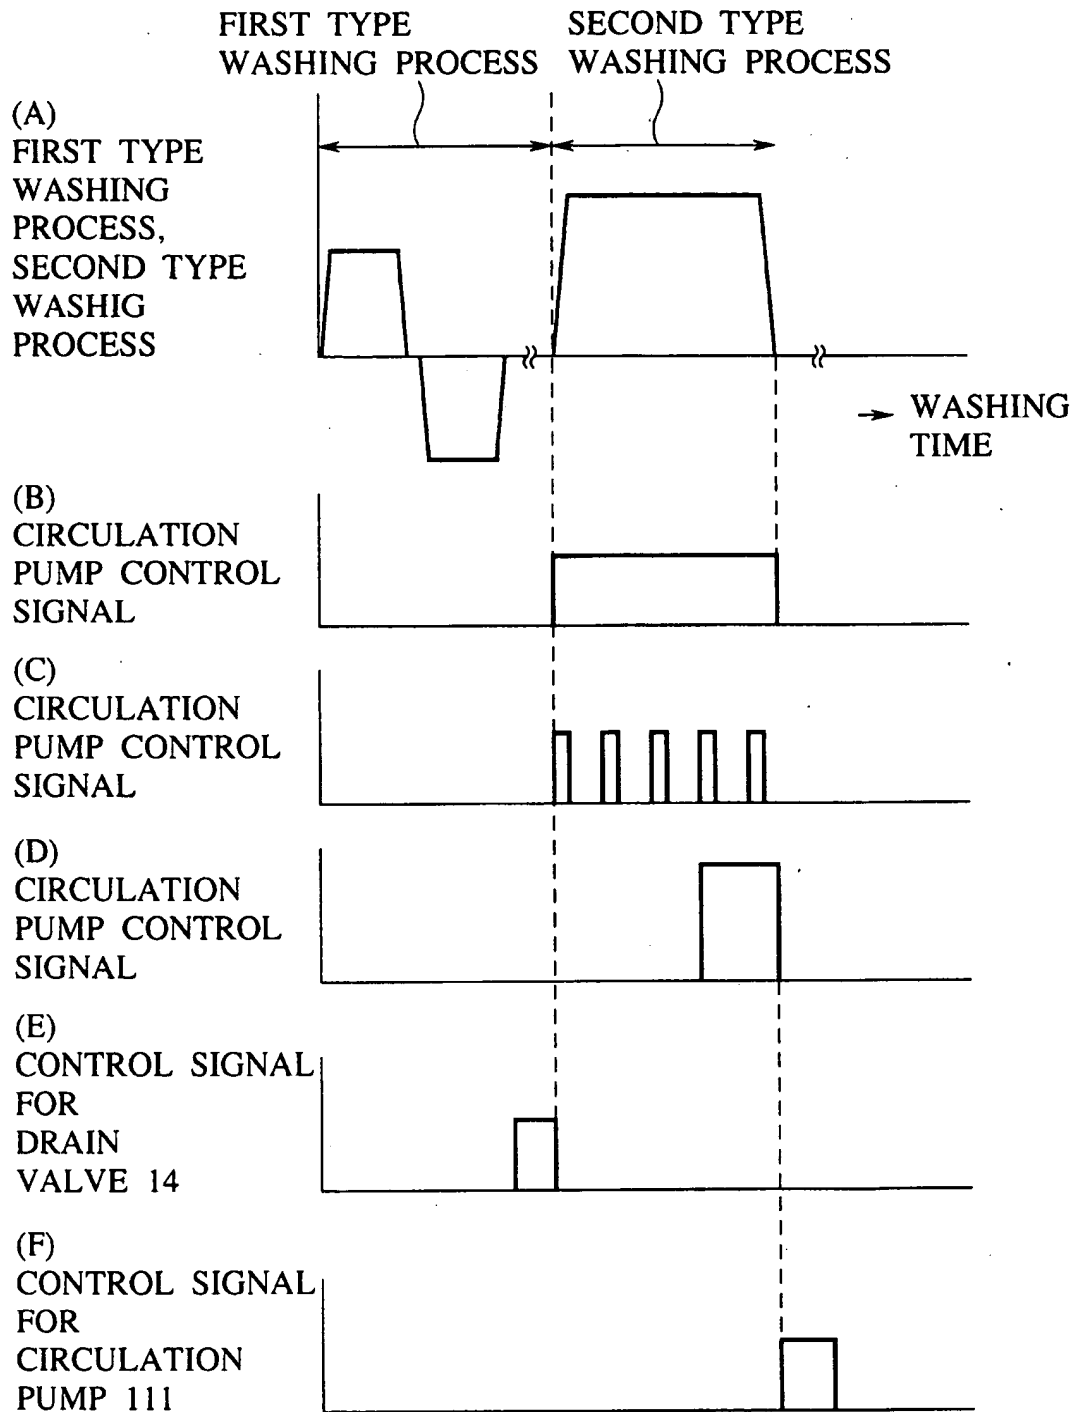 FIRST TYPE
WASHING PROCESS
SECOND TYPE
WASHING PROCESS
(A)
FIRST TYPE
WASHING
PROCESS,
SECOND TYPE
WASHIG
PROCESS
WASHING
TIME
(B)
CIRCULATION
PUMP CONTROL
SIGNAL
(C)
CIRCULATION
PUMP CONTROL
SIGNAL
(D)
CIRCULATION
PUMP CONTROL
SIGNAL
(E)
CONTROL SIGNAL
FOR
DRAIN
VALVE 14
(F)
CONTROL SIGNAL
FOR
CIRCULATION
PUMP 111